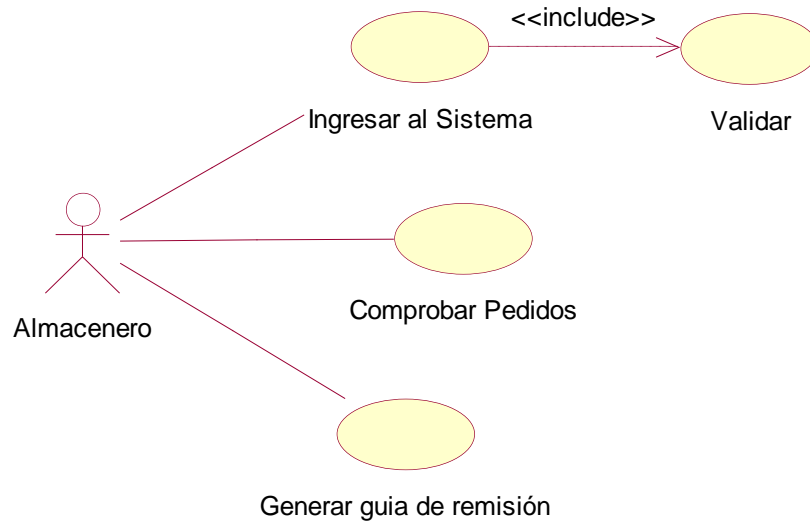 <<include>>
Ingresar al Sistema
Validar
Comprobar Pedidos
Almacenero
Generar guia de remisión